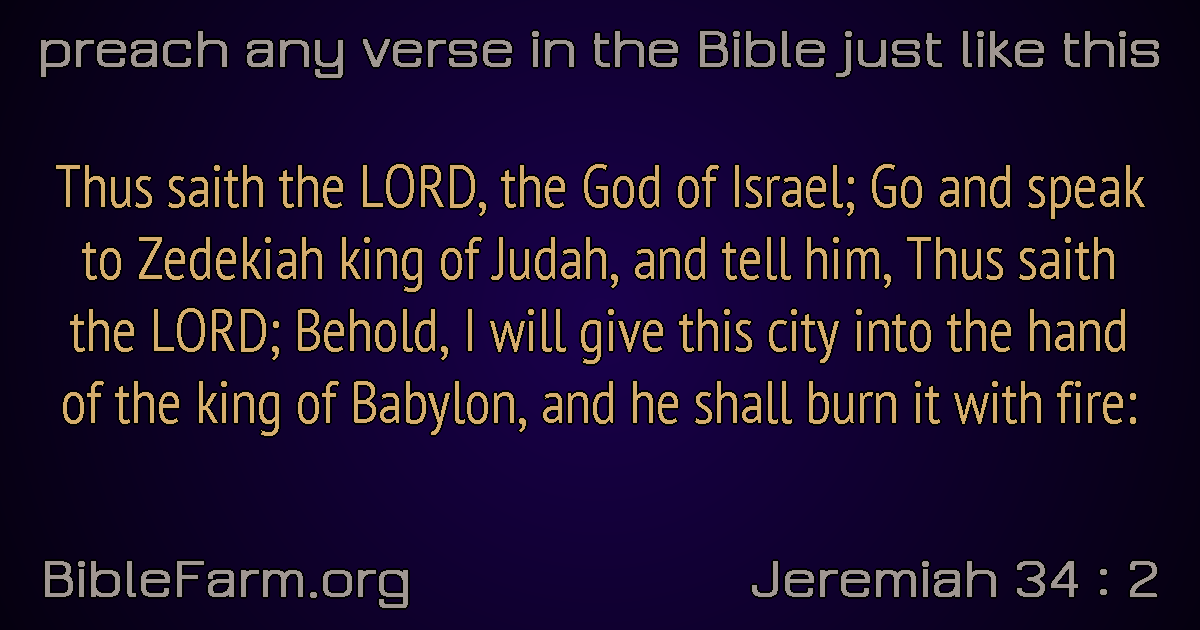 preach any verse in the Bible just like this
Thus saith the LORD, the God of Israel; Go and speak
to Zedekiah king of Judah, and tell him, Thus saith
the LORD; Behold, I will give this city into the hand
of the king of Babylon, and he shall burn it with fire:
BibleFarm.org
Jeremiah 34 : 2